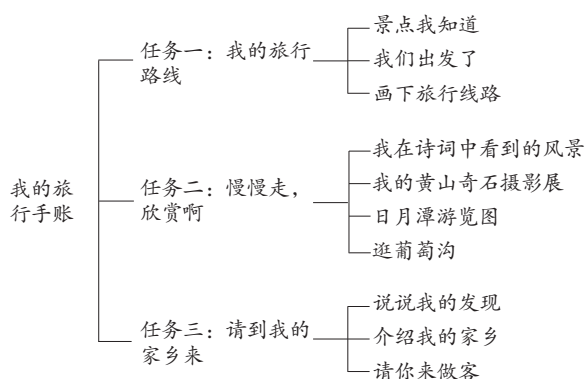 我的旅
行手账
任务一：我的旅行
路线
景点我知道
我们出发了
画下旅行线路
任务二：慢慢走，
欣赏啊
我在诗词中看到的风景
我的黄山奇石摄影展
日月潭游览图
逛葡萄沟
任务三：请到我的
家乡来
说说我的发现
介绍我的家乡
请你来做客